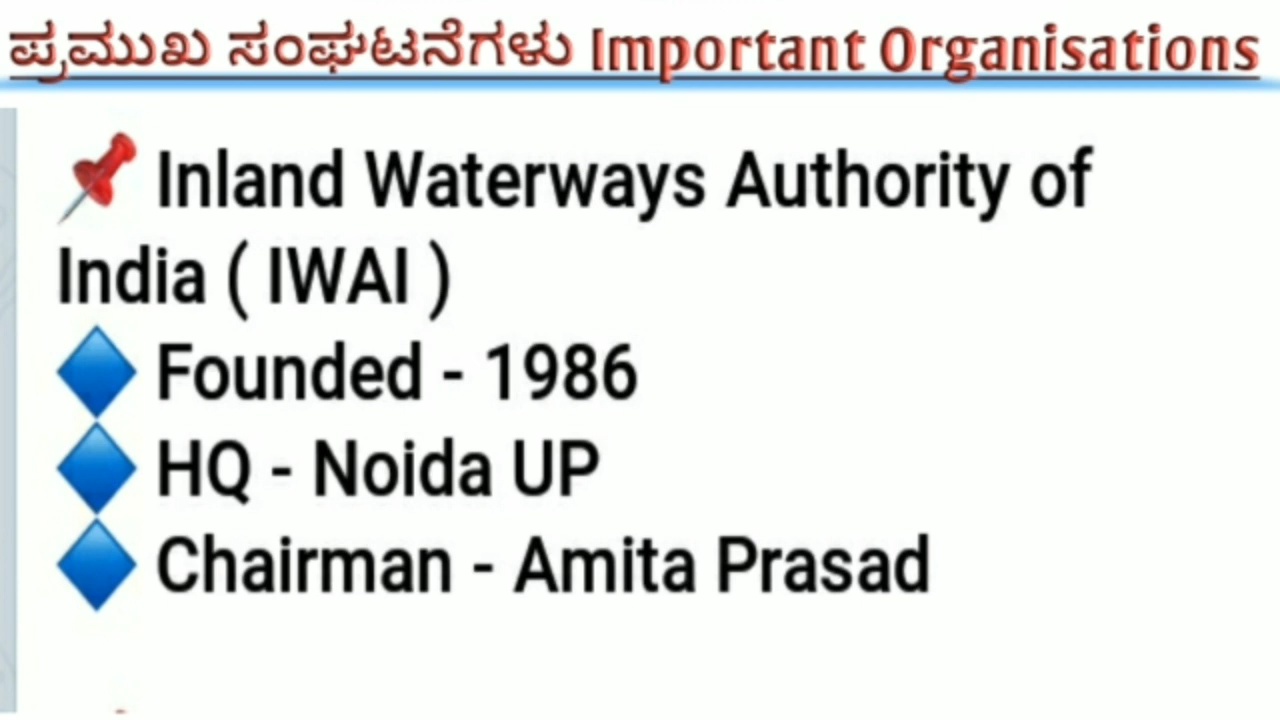 ಪ್ರಮುಖ ಸಂಘಟನೆಗಳು Important Organisations
📌 Inland Waterways Authority of
India ( IWAI )
🔷 Founded - 1986
🔷 HQ - Noida UP
🔷 Chairman - Amita Prasad